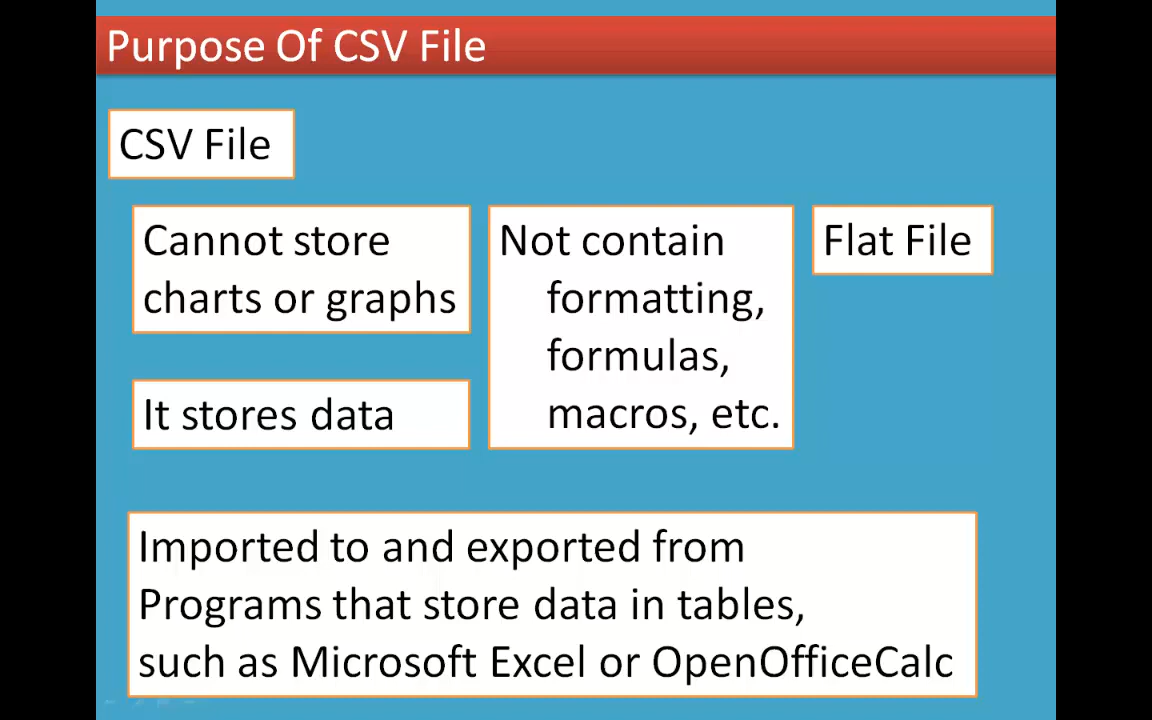 Purpose Of CSV File
CSV File
Cannot store
charts or graphs
It stores data
Not contain
formatting,
formulas,
macros, etc.
Flat File
Imported to and exported from
Programs that store data in tables,
such as Microsoft Excel or OpenOfficeCalc